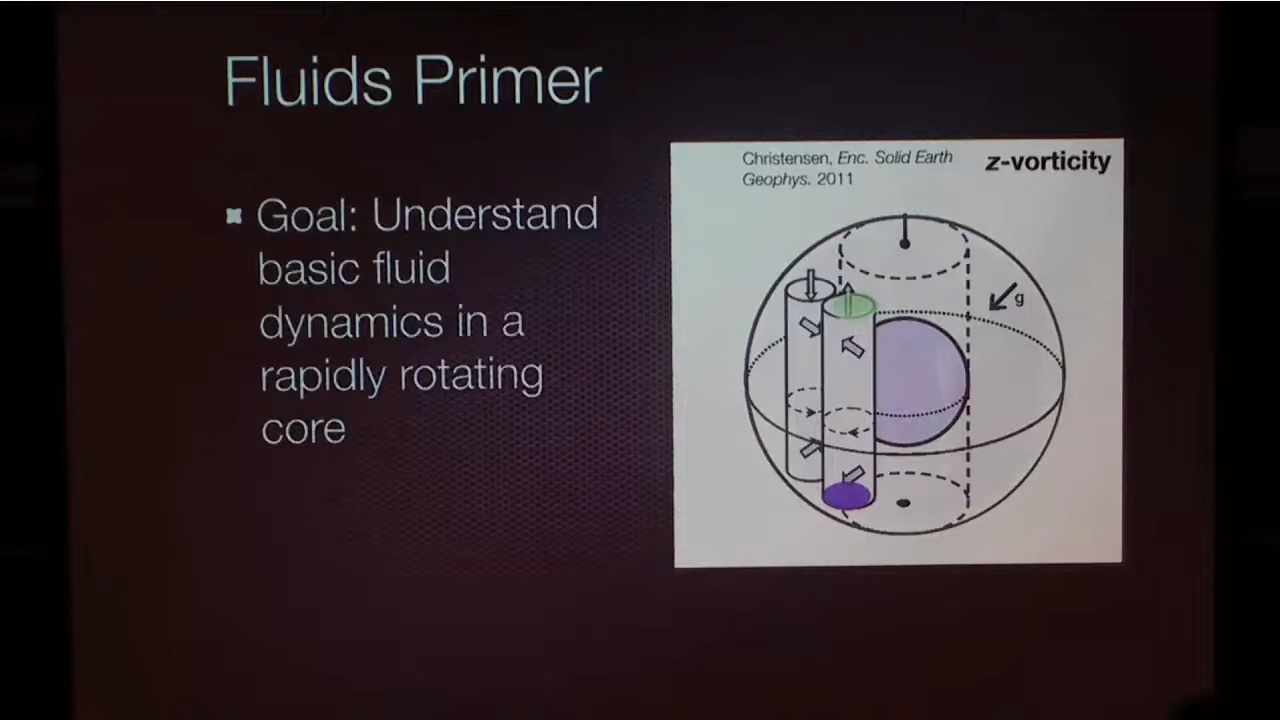 Fluids Primer
Goal: Understand
basic fluid
dynamics in a
rapidly rotating
core
Christensen, Enc. Solid Earth
Geophys. 2011
z-vorticity
g